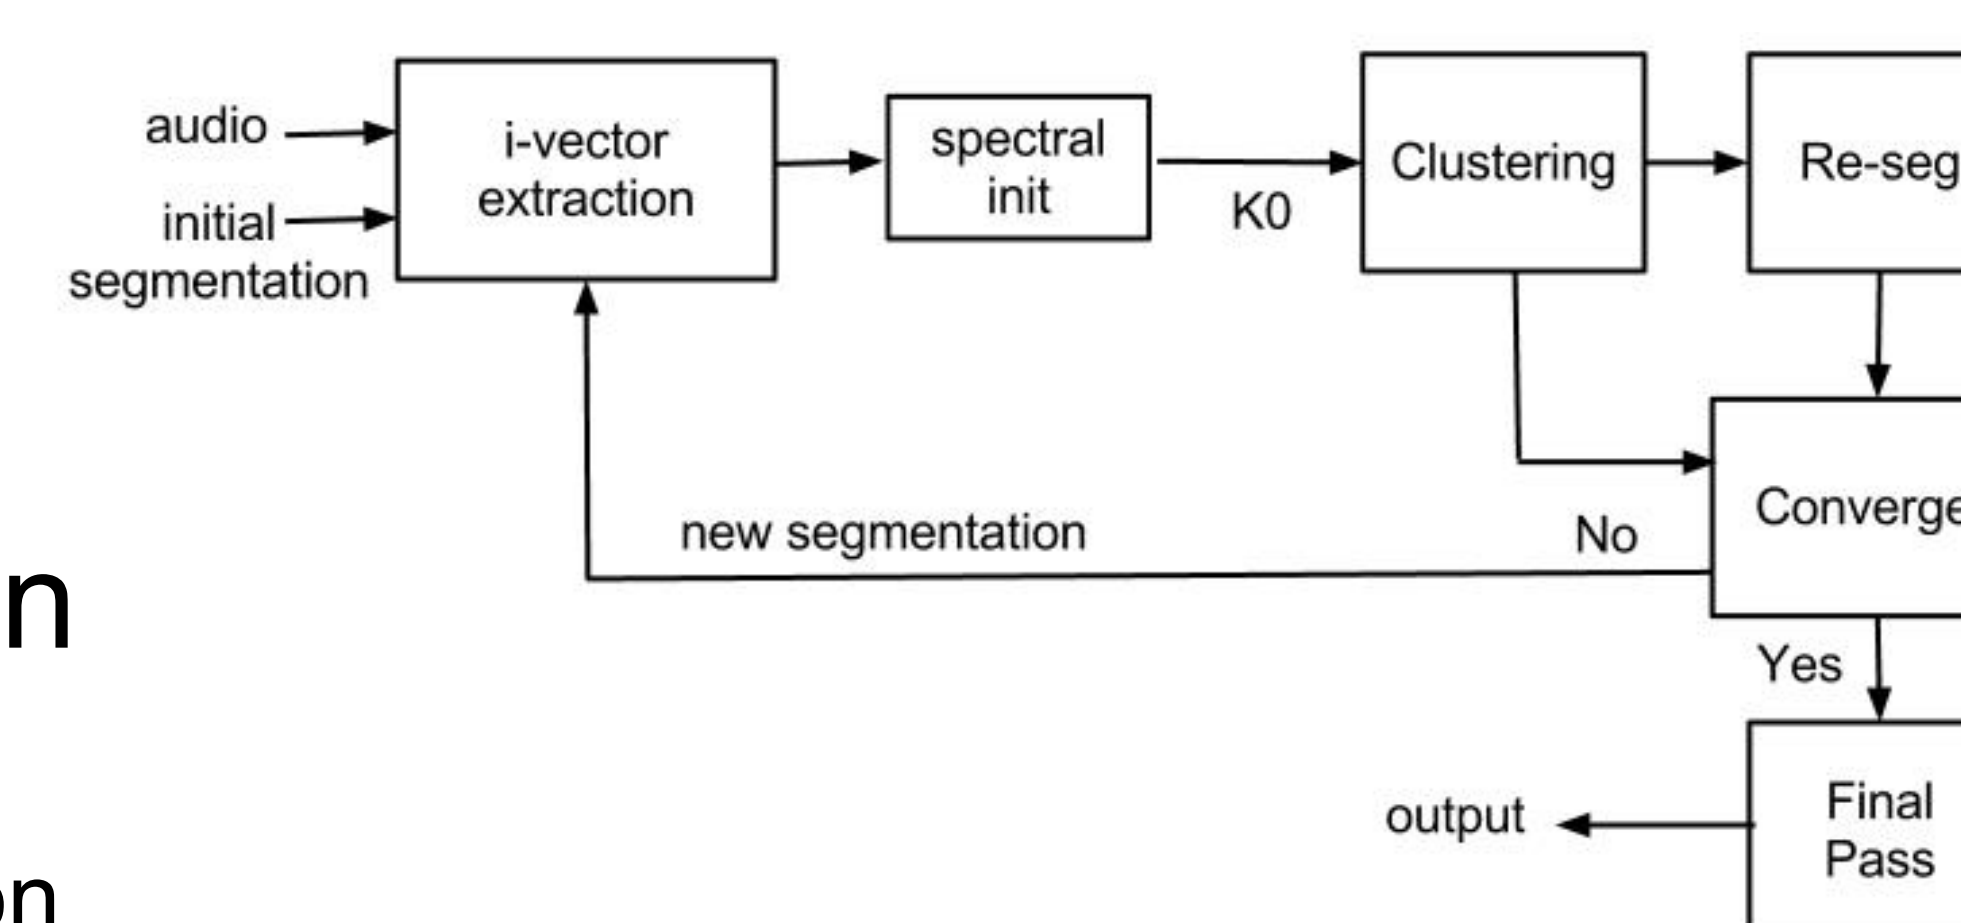 audio
initial
segmentation
i-vector
extraction
spectral
init
K0
Clustering
Re-seg
new segmentation
No
Converge
Yes
Final
Pass
output
n
on